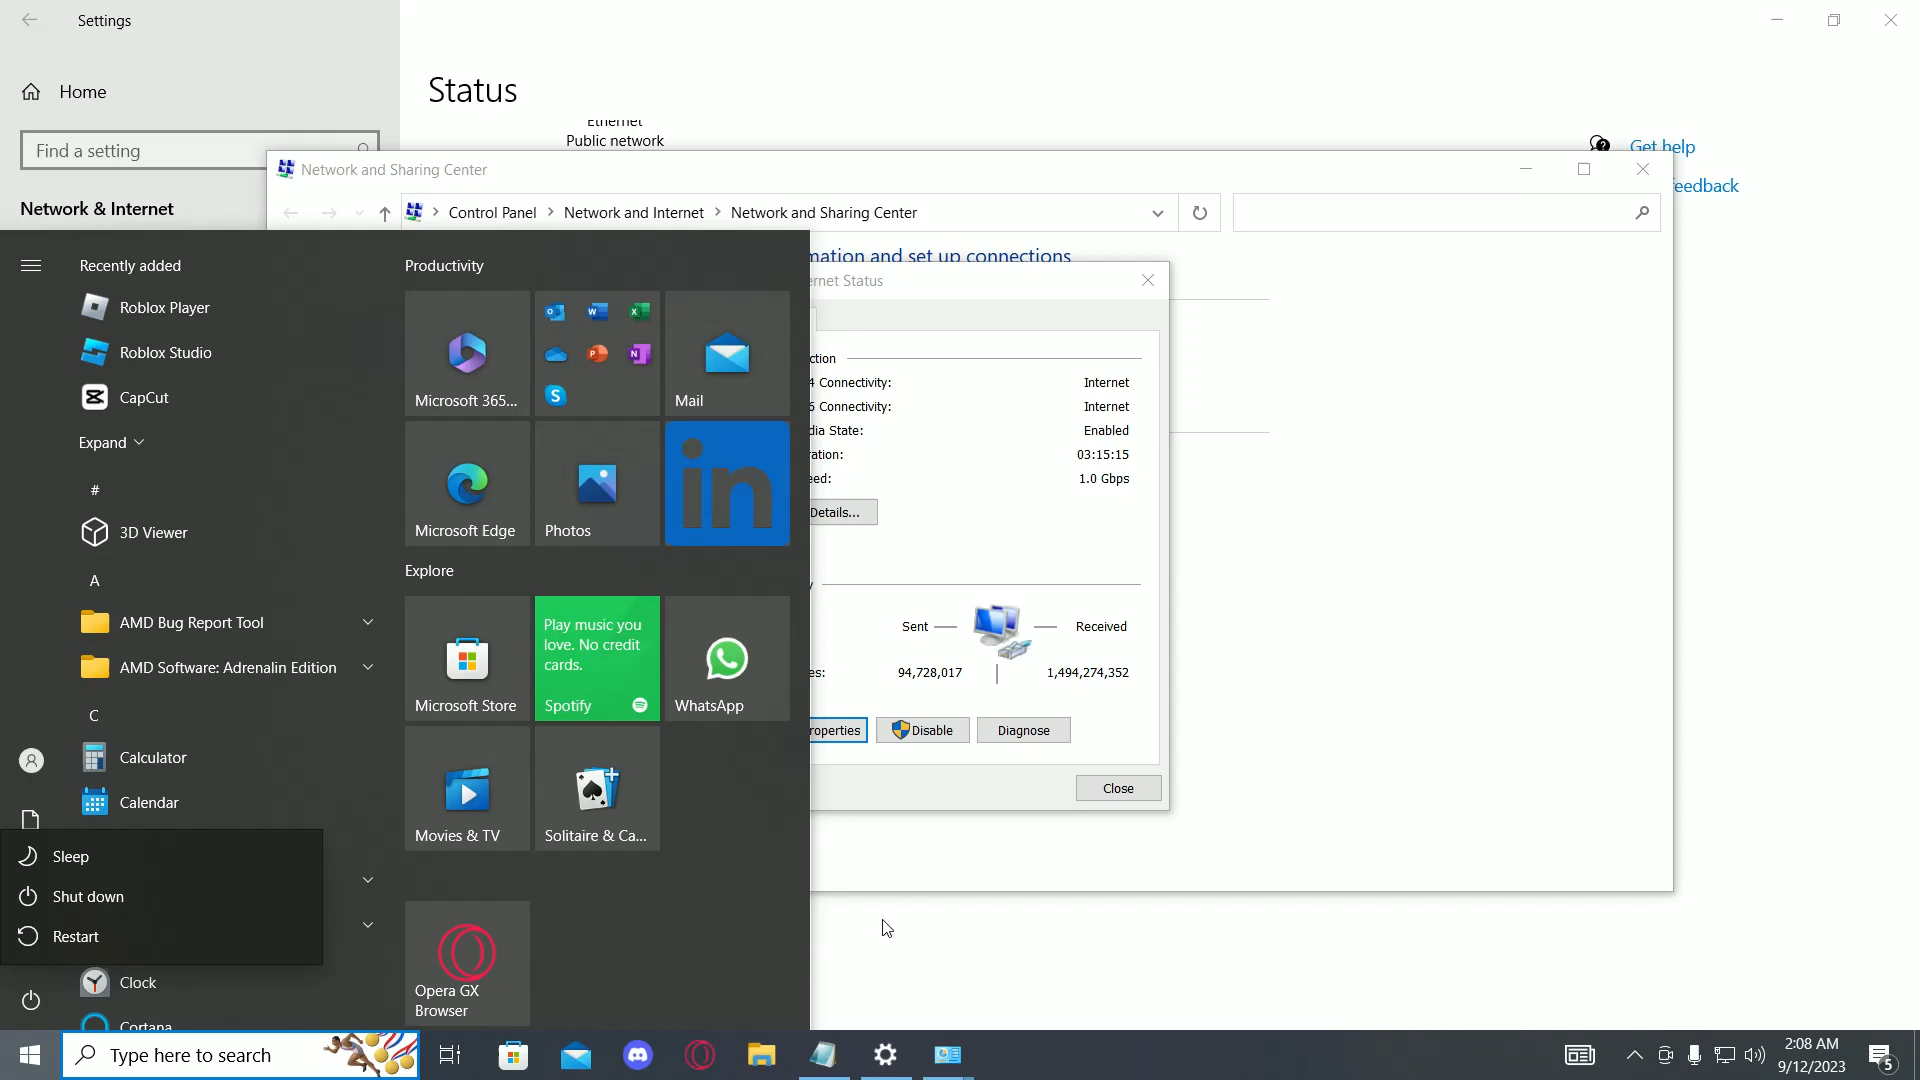 Settings
Home
Find a setting
Network & Internet
Status
Ethernet
Public network
Get help
feedback
Network and Sharing Center
Control Panel
Network and Internet
Network and Sharing Center
mation and set up connections
rnet Status
ction
4 Connectivity:
Internet
6 Connectivity:
Internet
dia State:
Enabled
ration:
03:15:15
eed:
1.0 Gbps
Details...
Sent
Received
es:
94,728,017
1,494,274,352
roperties
Disable
Diagnose
Close
Recently added
Roblox Player
Roblox Studio
CapCut
Expand
#
3D Viewer
A
AMD Bug Report Tool
AMD Software: Adrenalin Edition
C
Calculator
Calendar
Sleep
Shut down
Restart
Clock
Cortana
Productivity
Microsoft 365...
Mail
Microsoft Edge
Photos
in
Explore
Microsoft Store
Play music you
love. No credit
cards.
Spotify
WhatsApp
Movies & TV
Solitaire & Ca...
Opera GX
Browser
Type here to search
2:08 AM
9/12/2023
5